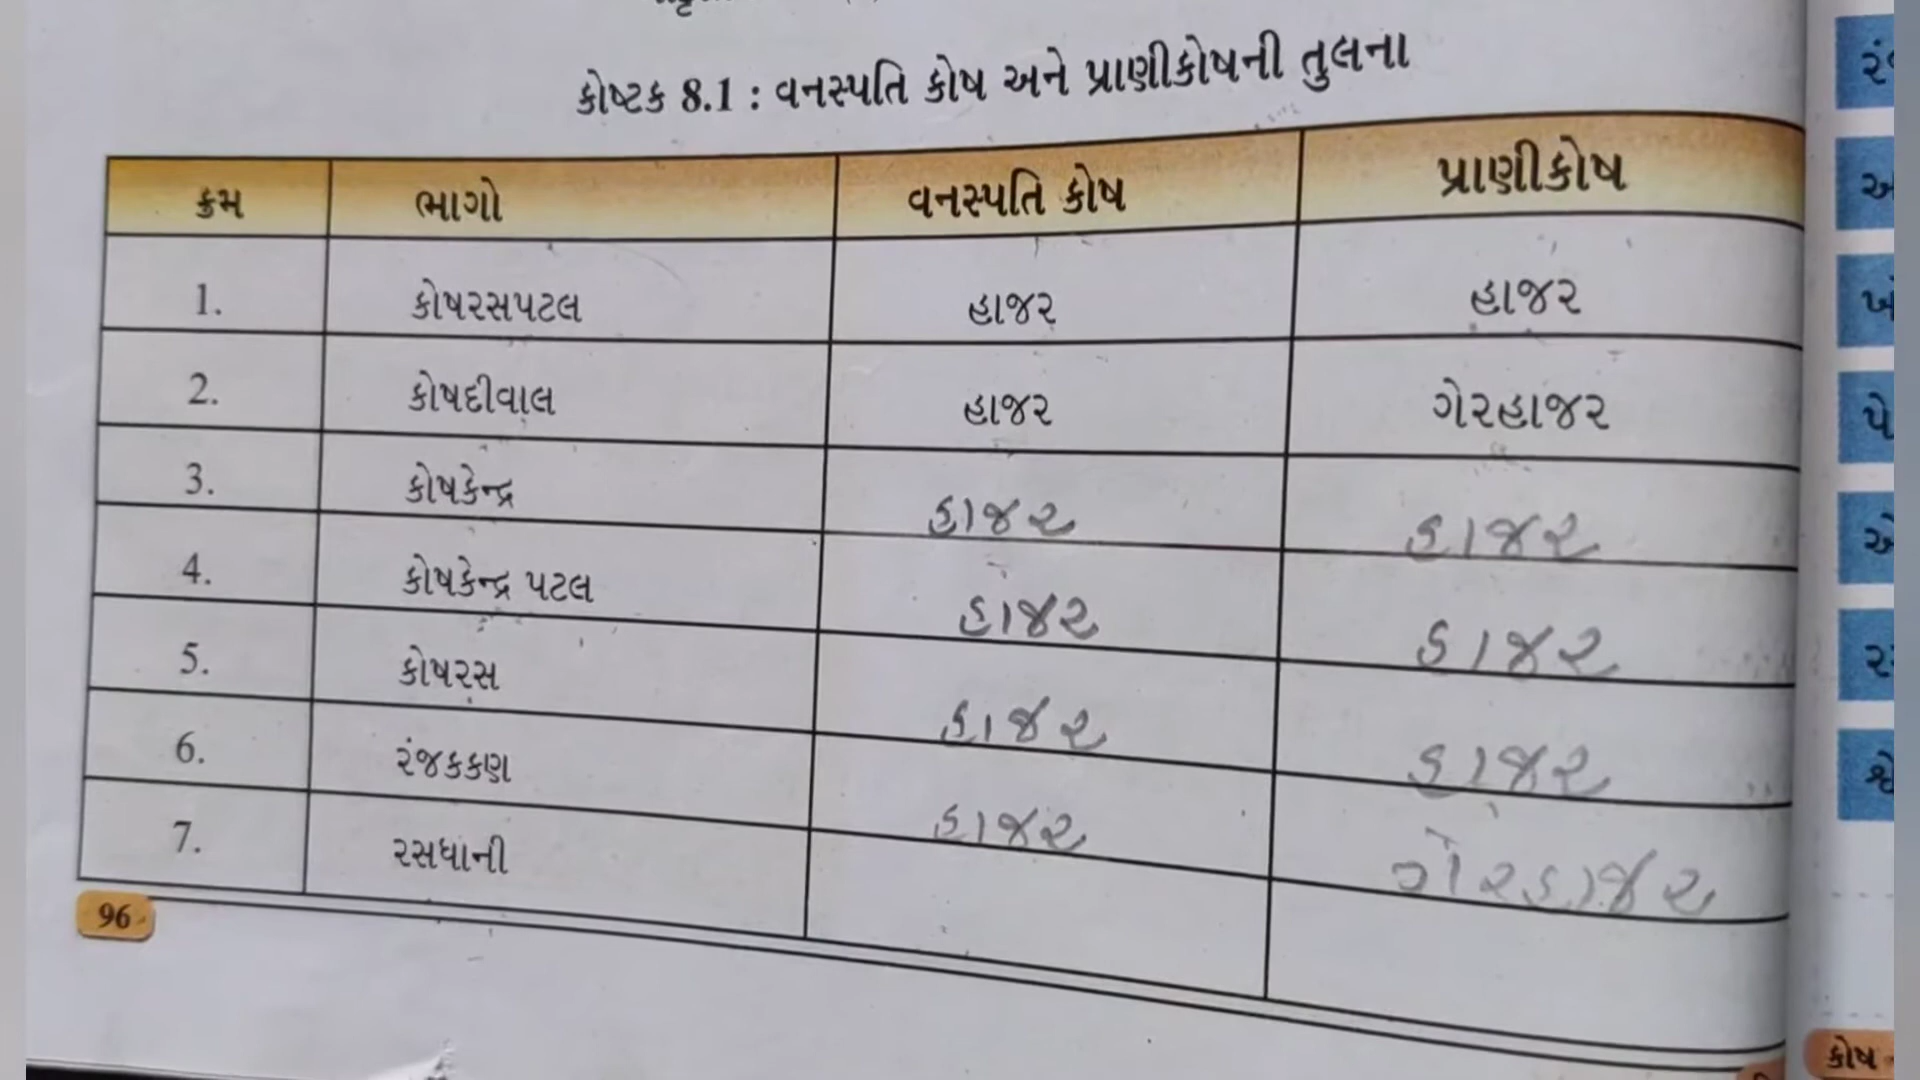 કોષ્ટક 8.1 : વનસ્પતિ કોષ અને પ્રાણીકોષની તુલના
ક્રમ ભાગો વનસ્પતિ કોષ પ્રાણીકોષ
1. કોષરસપટલ હાજર હાજર
2. કોષદીવાલ હાજર ગેરહાજર
3. કોષકેન્દ્ર હાજર હાજર
4. કોષકેન્દ્ર પટલ હાજર હાજર
5. કોષરસ હાજર હાજર
6. રંજકકણ હાજર ગેરહાજર
7. રસધાની
96
કોષ